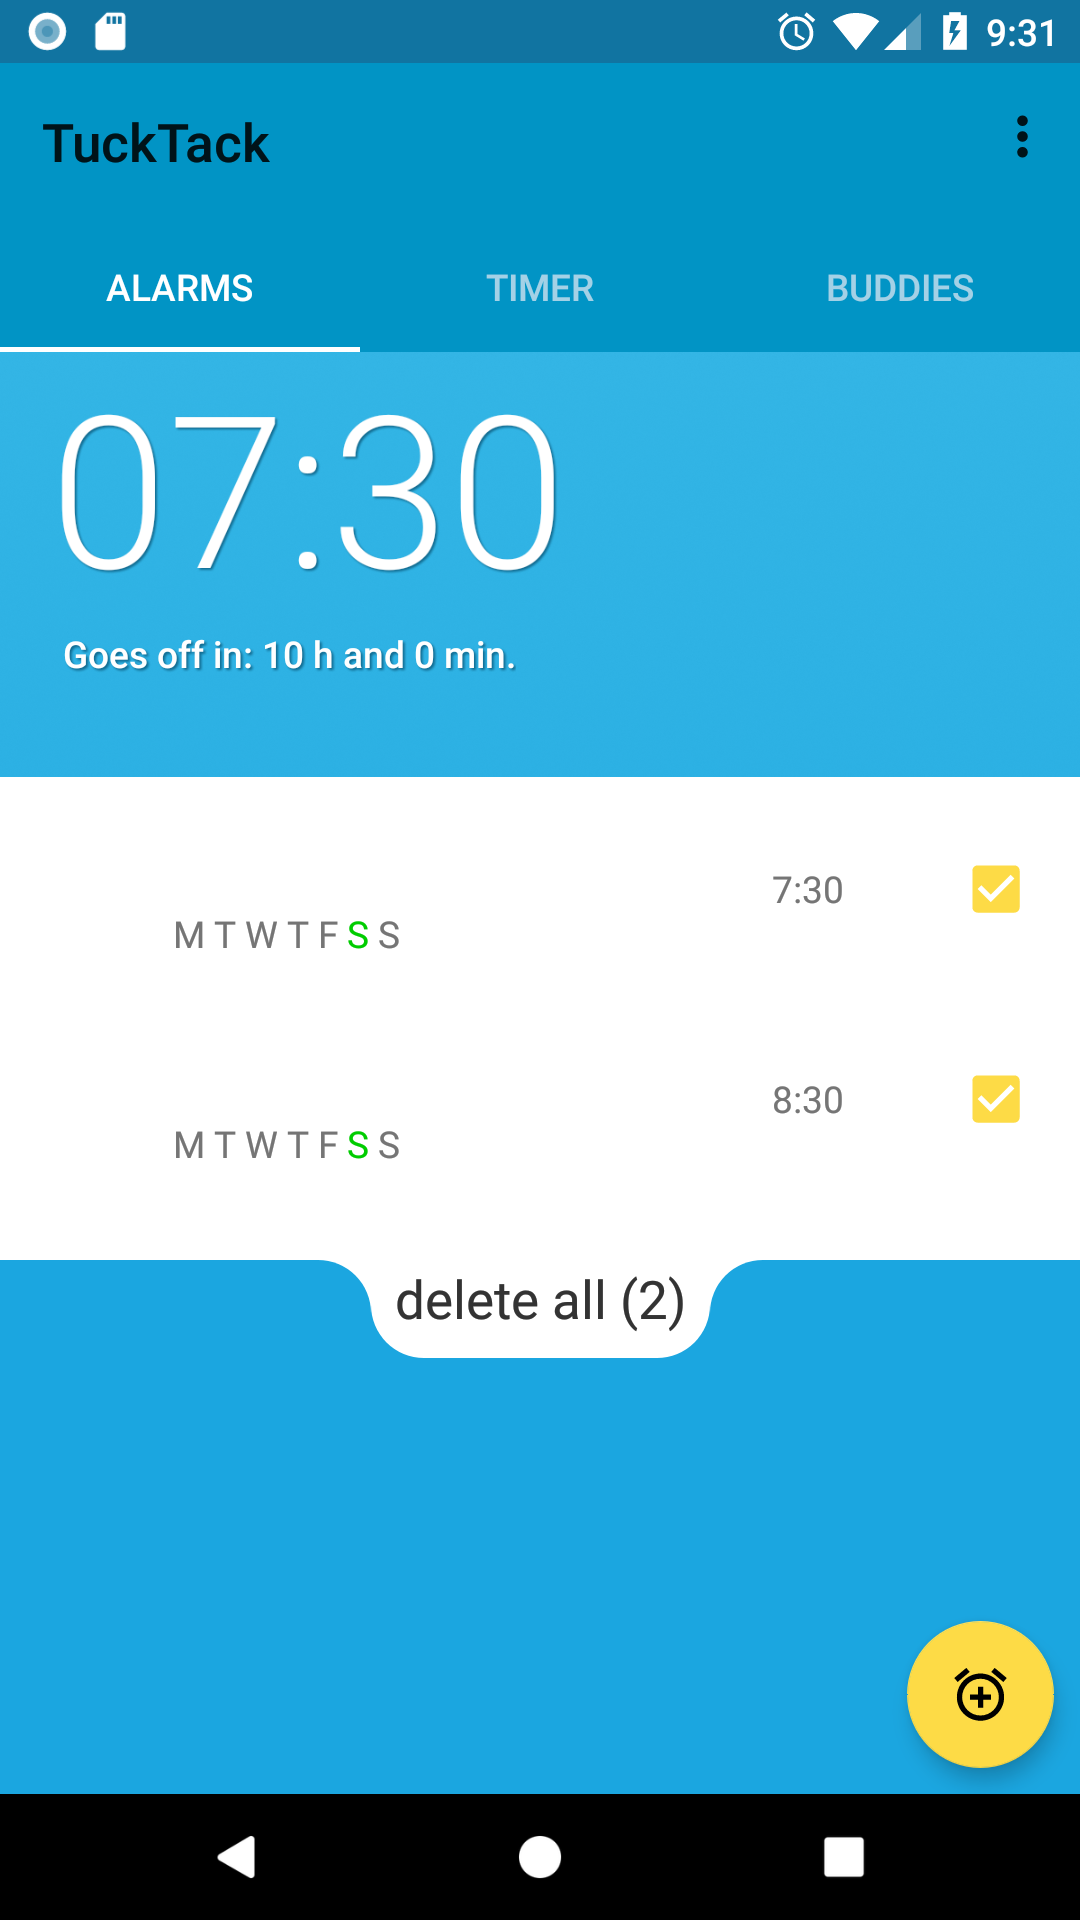 9:31
TuckTack
ALARMS TIMER BUDDIES
07:30
Goes off in: 10 h and 0 min.
7:30
M T W T F S S
8:30
M T W T F S S
delete all (2)